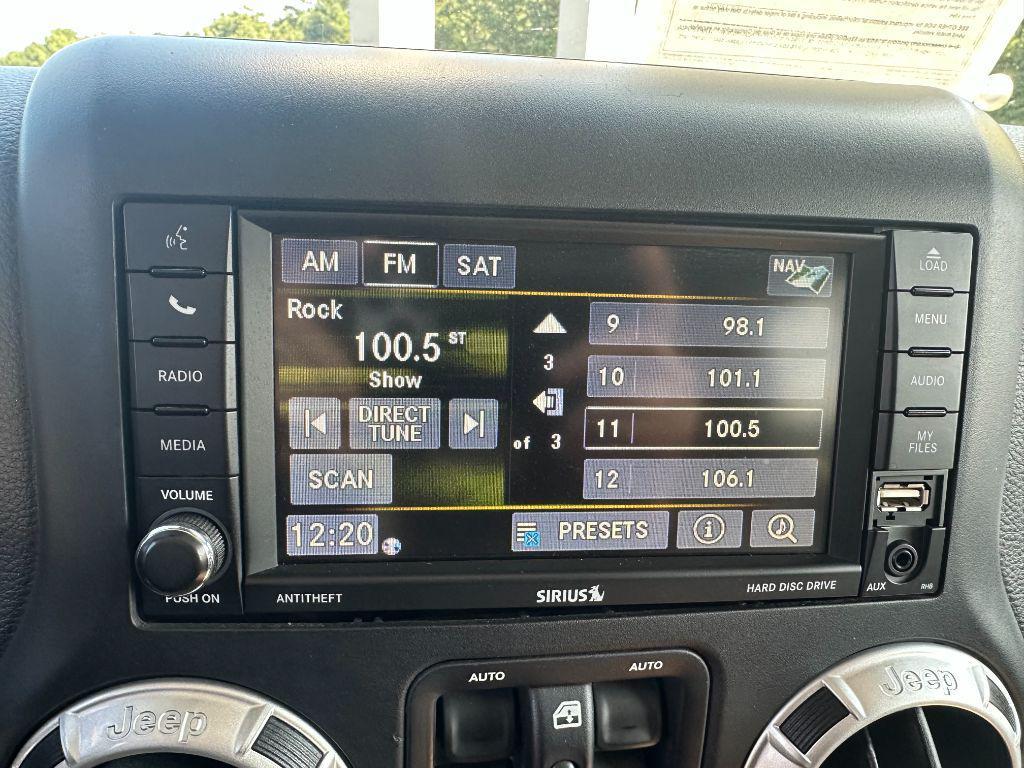 AM FM SAT NAV
Rock
100.5 ST
Show
DIRECT
TUNE
SCAN
12:20
3
of 3
9 98.1
10 101.1
11 100.5
12 106.1
PRESETS
RADIO
MEDIA
VOLUME
PUSH ON
ANTITHEFT
SIRIUS
HARD DISC DRIVE
LOAD
MENU
AUDIO
MY
FILES
AUX RHB
AUTO AUTO
Jeep Jeep